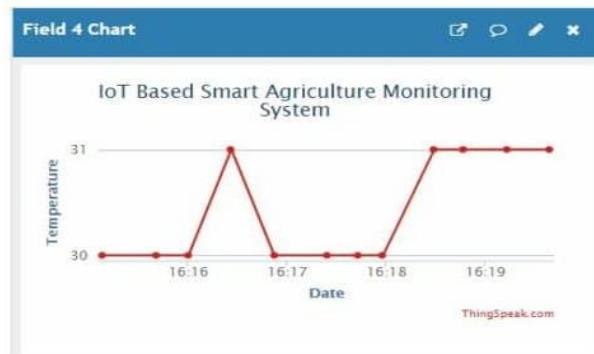 Field 4 Chart
IoT Based Smart Agriculture Monitoring
System
Temperature
31
30
16:16
16:17
16:18
16:19
Date
ThingSpeak.com